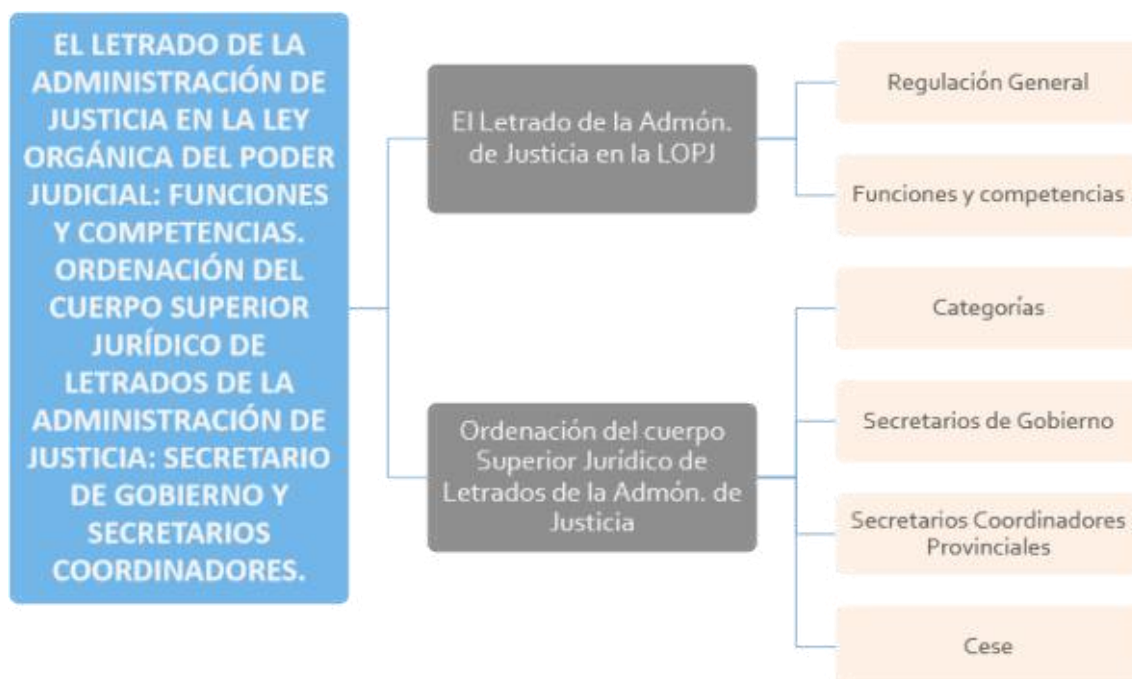 EL LETRADO DE LA
ADMINISTRACIÓN DE
JUSTICIA EN LA LEY
ORGÁNICA DEL PODER
JUDICIAL: FUNCIONES
Y COMPETENCIAS.
ORDENACIÓN DEL
CUERPO SUPERIOR
JURÍDICO DE
LETRADOS DE LA
ADMINISTRACIÓN DE
JUSTICIA: SECRETARIO
DE GOBIERNO Y
SECRETARIOS
COORDINADORES.
El Letrado de la Admón.
de Justicia en la LOPJ
Regulación General
Funciones y competencias
Ordenación del cuerpo
Superior Jurídico de
Letrados de la Admón. de
Justicia
Categorías
Secretarios de Gobierno
Secretarios Coordinadores
Provinciales
Cese